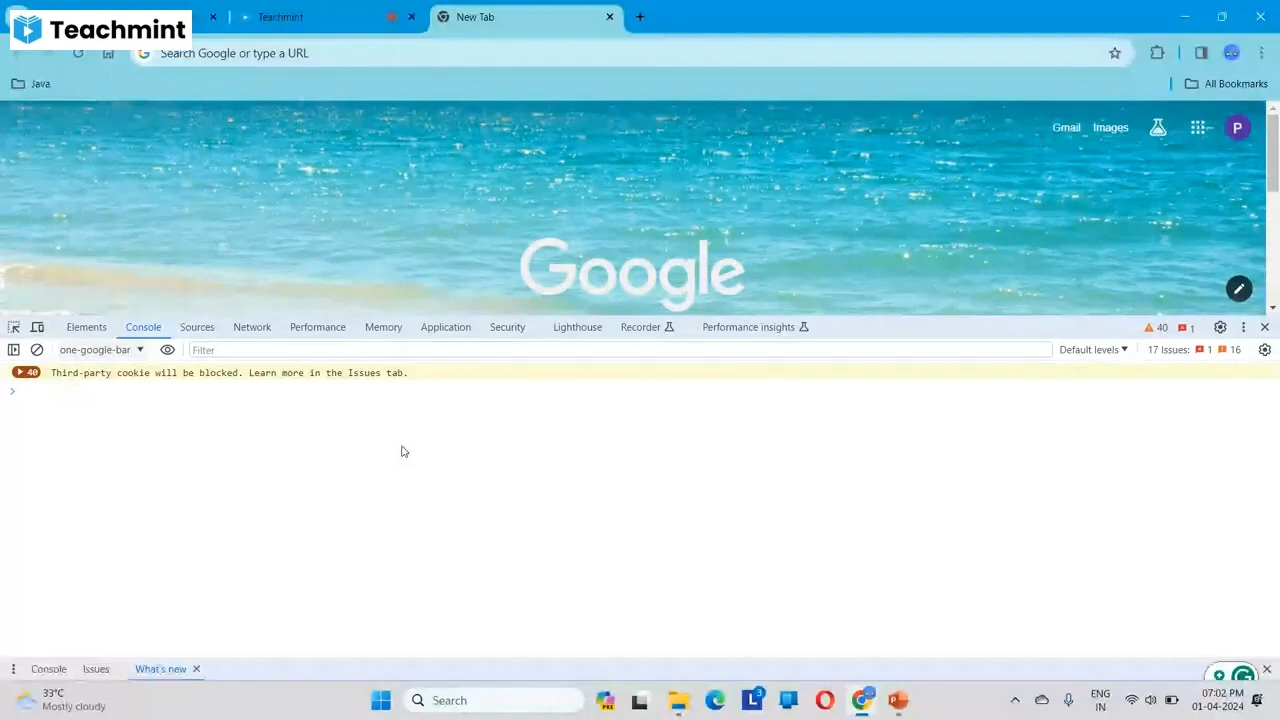 Teachmint
Teachmint
New Tab
Search Google or type a URL
Java
All Bookmarks
Gmail
Images
P
Google
Elements
Console
Sources
Network
Performance
Memory
Application
Security
Lighthouse
Recorder
Performance insights
40
1
one-google-bar
Filter
Default levels
17 Issues: 1 16
40 Third-party cookie will be blocked. Learn more in the Issues tab.
Console
Issues
What's new
33°C
Mostly cloudy
Search
3
ENG
IN
07:02 PM
01-04-2024